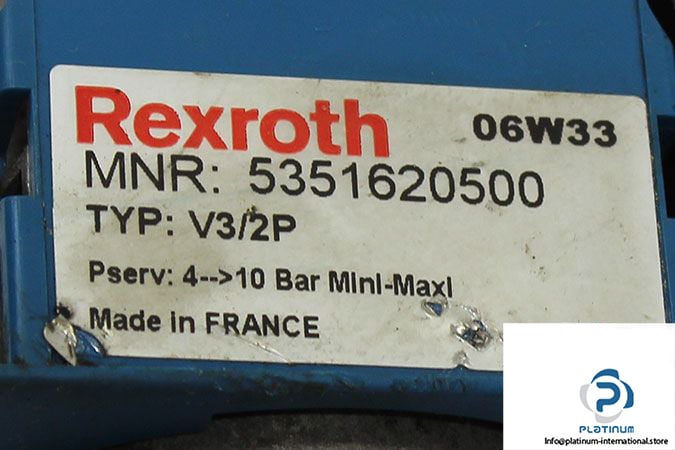 Rexroth 06W33
MNR: 5351620500
TYP: V3/2P
Pserv: 4-->10 Bar MInI-MaxI
Made in FRANCE
PLATINUM
Info@platinum-international.store